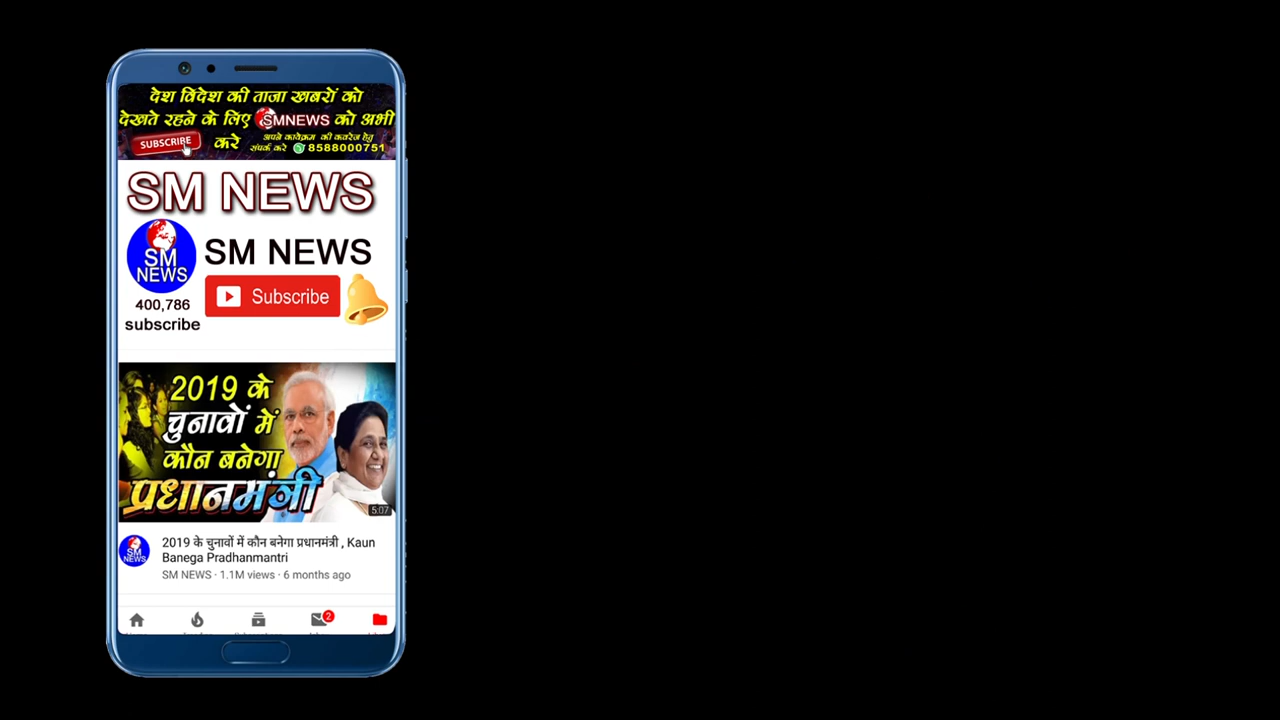 देश विदेश की ताजा खबरों को
देखते रहने के लिए SMNEWS को अभी
SUBSCRIBE करे अपने कार्यक्रम की कवरेज हेतु
संपर्क करे 8588000751
SM NEWS
SM
NEWS
SM NEWS
Subscribe
400,786
subscribe
2019 के
चुनावों में
कौन बनेगा
प्रधानमंत्री
5:07
SM
NEWS
2019 के चुनावों में कौन बनेगा प्रधानमंत्री , Kaun
Banega Pradhanmantri
SM NEWS · 1.1M views · 6 months ago
2